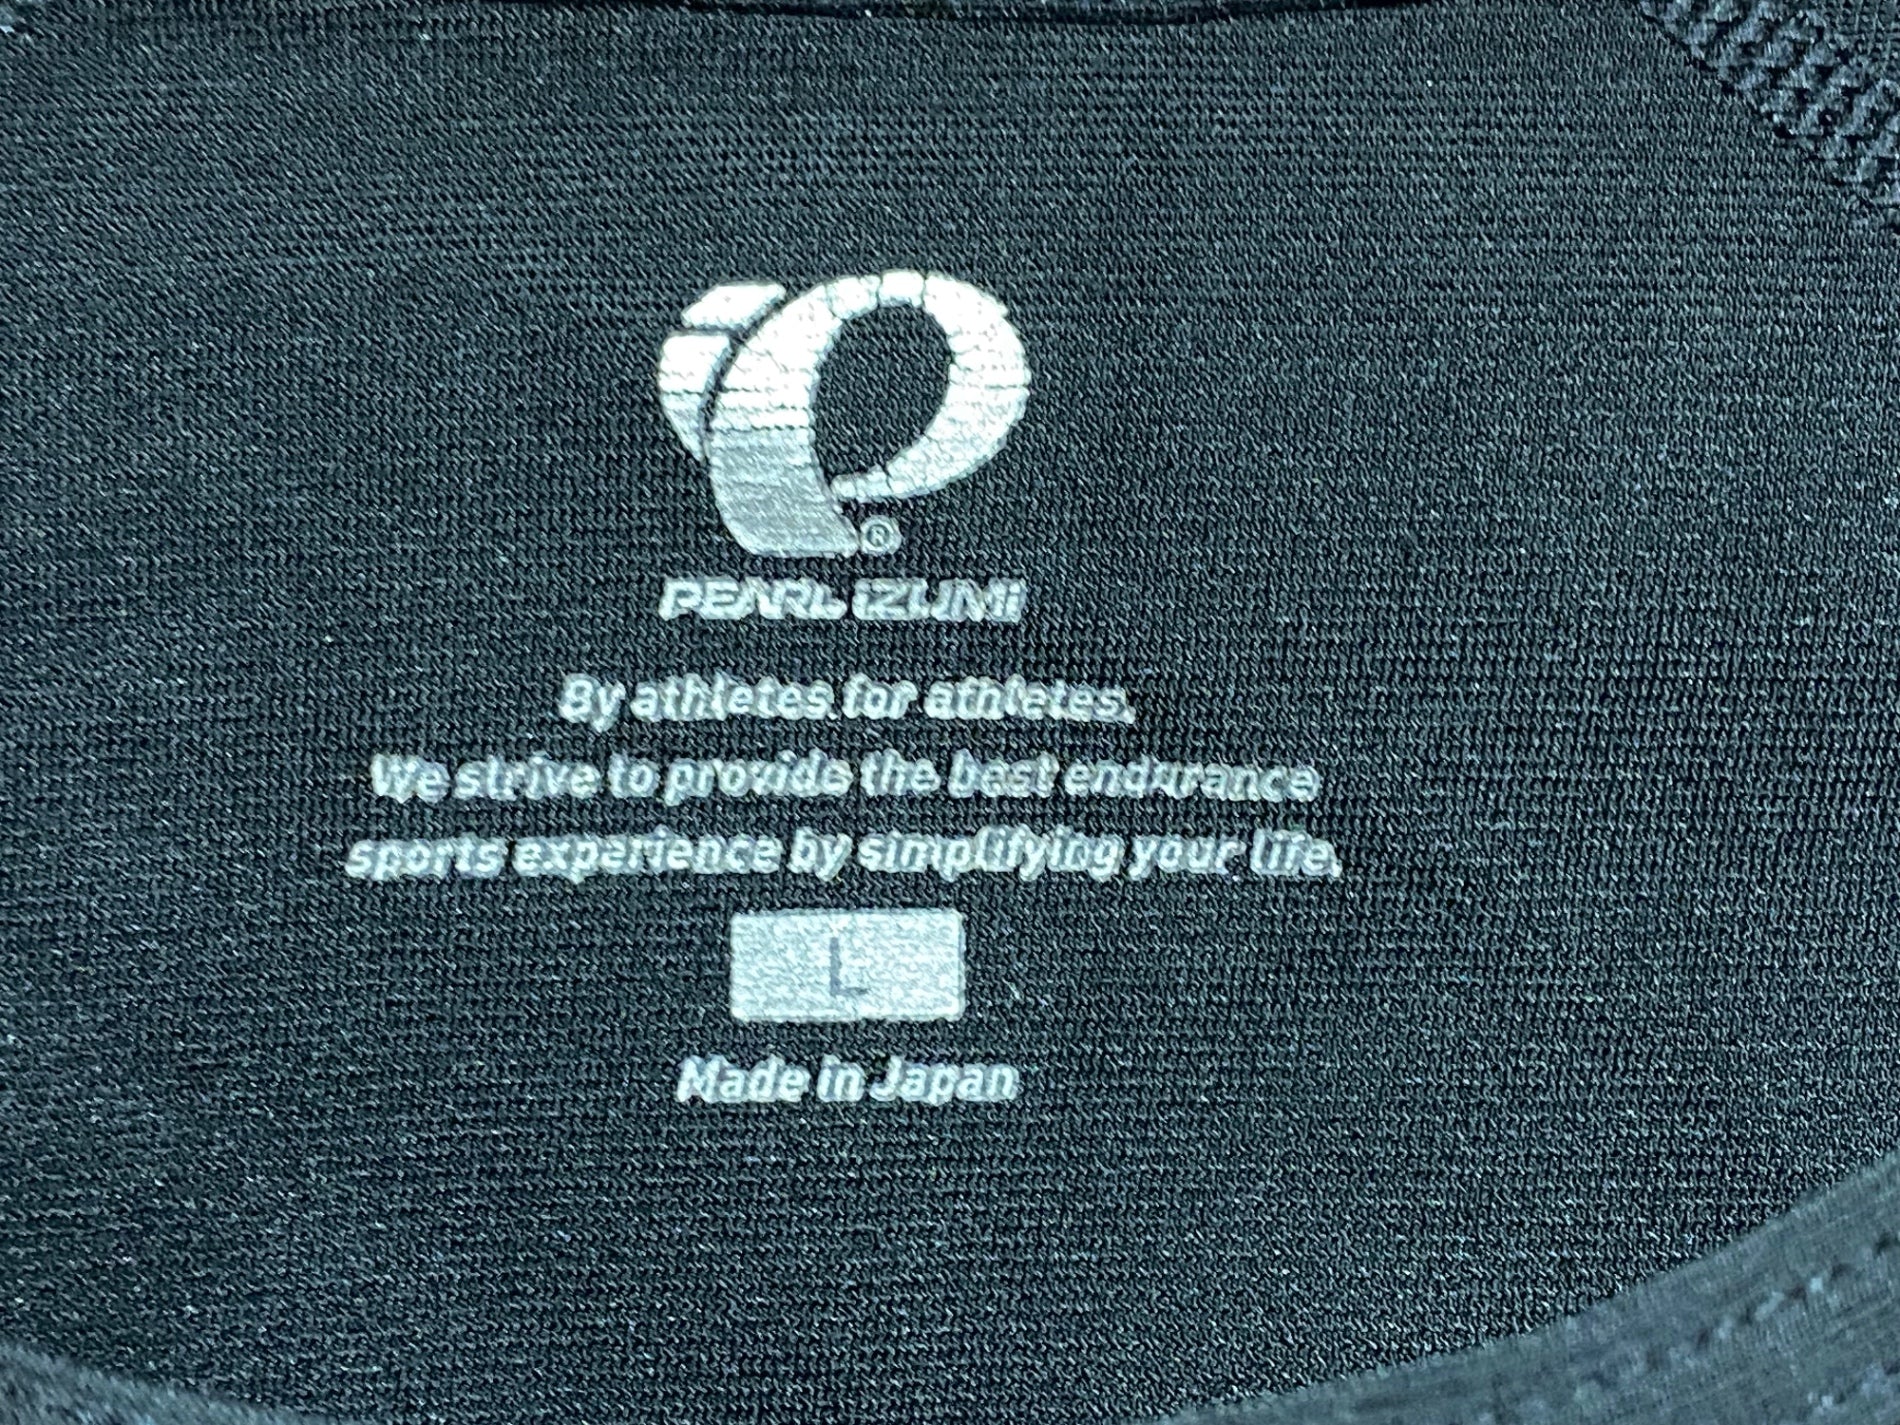 ®
PEARL iZUMi
By athletes for athletes.
We strive to provide the best endurance
sports experience by simplifying your life.
L
Made in Japan